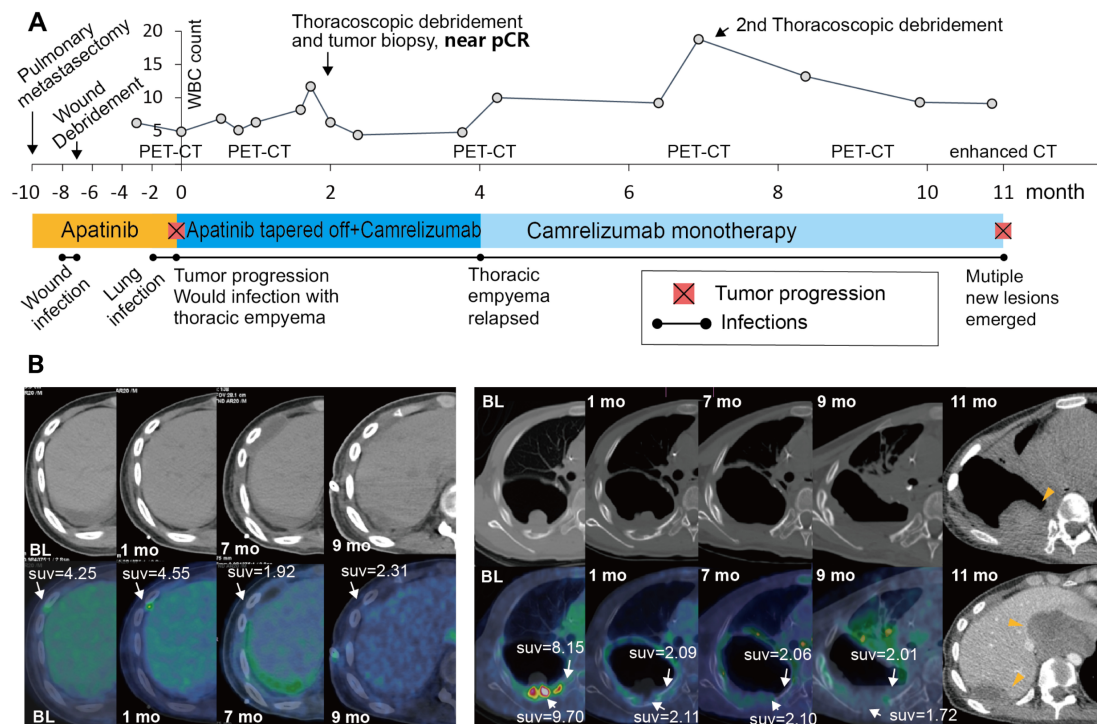 A
Pulmonary
metastasectomy
Wound
Debridement
WBC count
20
15
10
5
Thoracoscopic debridement
and tumor biopsy, near pCR
2nd Thoracoscopic debridement
PET-CT PET-CT PET-CT PET-CT PET-CT enhanced CT
-10 -8 -6 -4 -2 0 2 4 6 8 10 11 month
Apatinib Apatinib tapered off+Camrelizumab Camrelizumab monotherapy
Wound
infection
Lung
infection
Tumor progression
Would infection with
thoracic empyema
Thoracic
empyema
relapsed
Mutiple
new lesions
emerged
Tumor progression
Infections
B
BL 1 mo 7 mo 9 mo
suv=4.25 suv=4.55 suv=1.92 suv=2.31
BL 1 mo 7 mo 9 mo
BL 1 mo 7 mo 9 mo 11 mo
BL 1 mo 7 mo 9 mo 11 mo
suv=8.15 suv=2.09 suv=2.06 suv=2.01
suv=9.70 suv=2.11 suv=2.10 suv=1.72